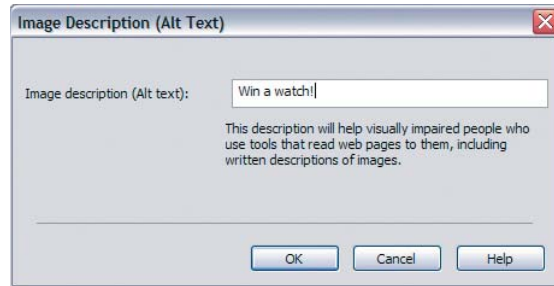 Image Description (Alt Text)
Image description (Alt text):
Win a watch!
This description will help visually impaired people who
use tools that read web pages to them, including
written descriptions of images.
OK
Cancel
Help